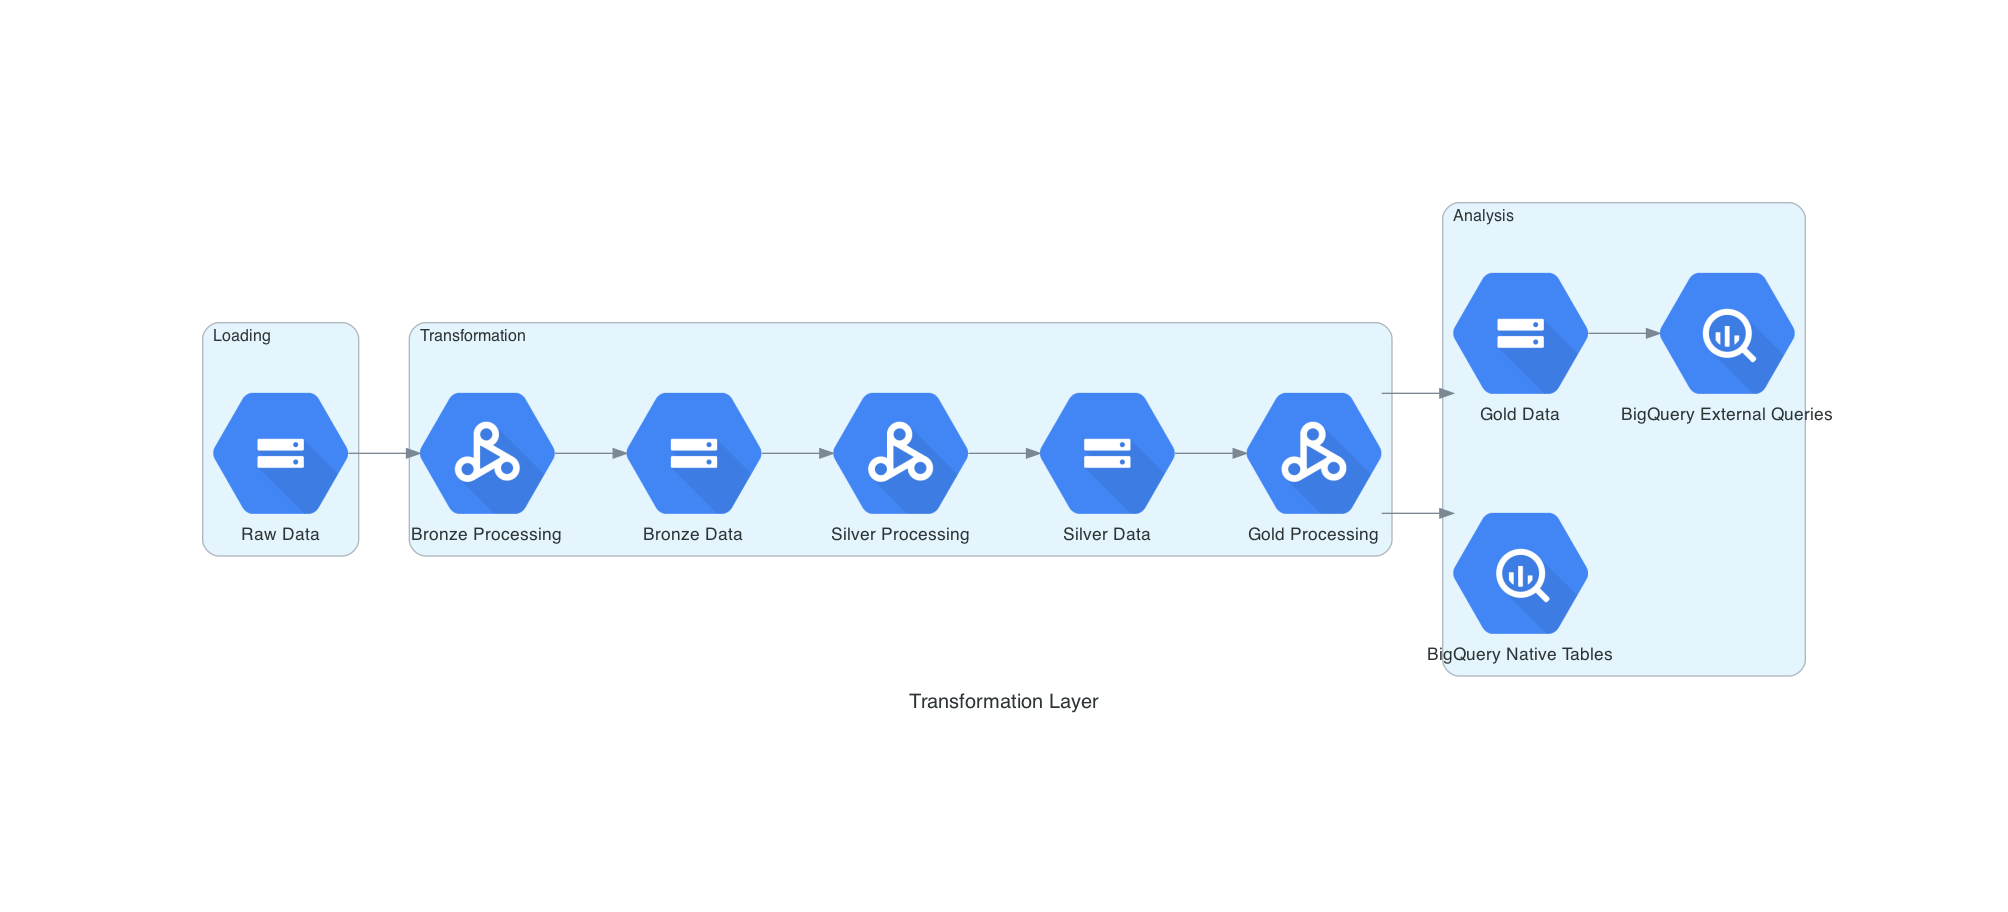 Loading
Raw Data
Transformation
Bronze Processing
Bronze Data
Silver Processing
Silver Data
Gold Processing
Analysis
Gold Data
BigQuery External Queries
BigQuery Native Tables
Transformation Layer